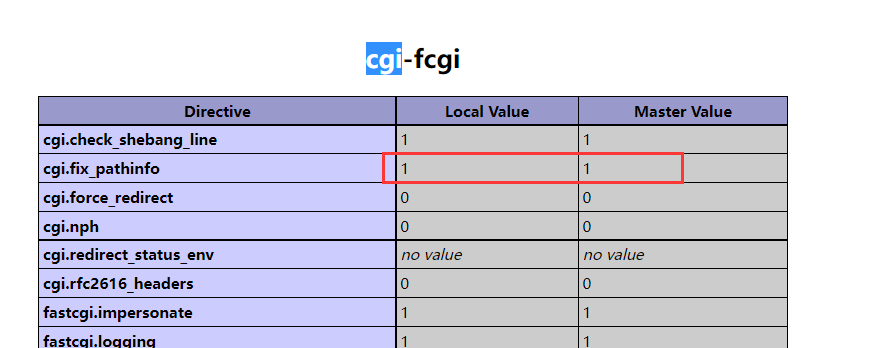 cgi-fcgi
Directive Local Value Master Value
cgi.check_shebang_line 1 1
cgi.fix_pathinfo 1 1
cgi.force_redirect 0 0
cgi.nph 0 0
cgi.redirect_status_env no value no value
cgi.rfc2616_headers 0 0
fastcgi.impersonate 1 1
fastcgi.logging 1 1